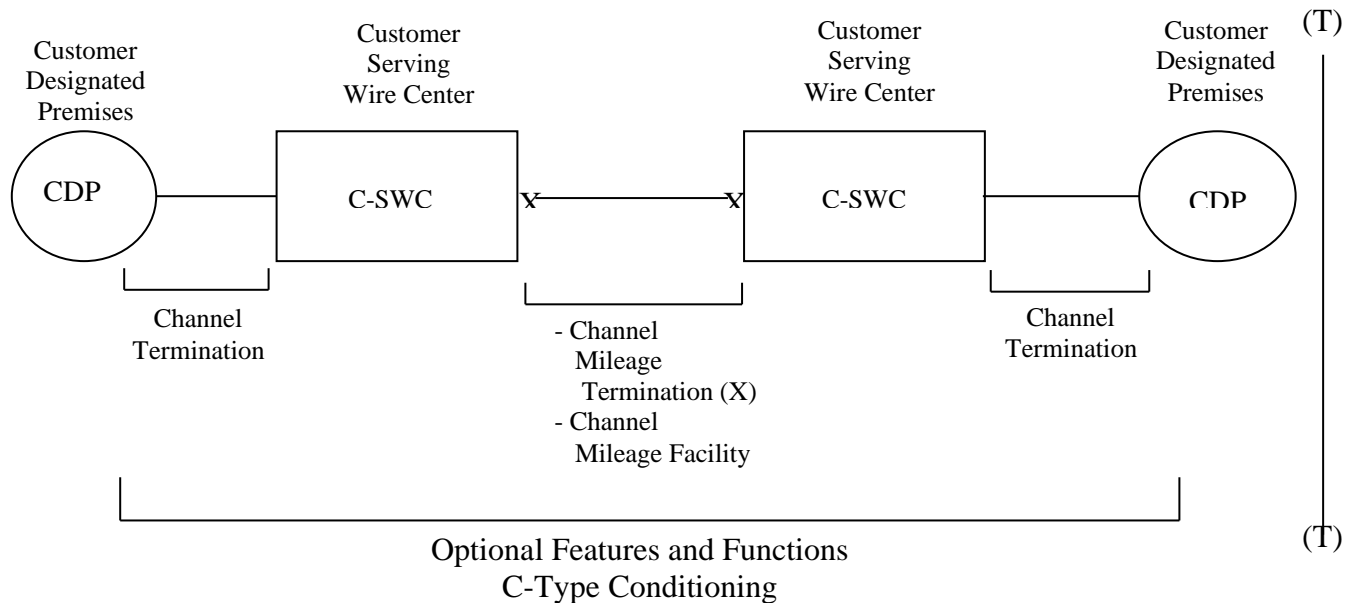 Customer
Designated
Premises
Customer
Serving
Wire Center
Customer
Serving
Wire Center
Customer
Designated
Premises
(T)
CDP
C-SWC
X
X
C-SWC
CDP
Channel
Termination
- Channel
Mileage
Termination (X)
- Channel
Mileage Facility
Channel
Termination
Optional Features and Functions
C-Type Conditioning
(T)